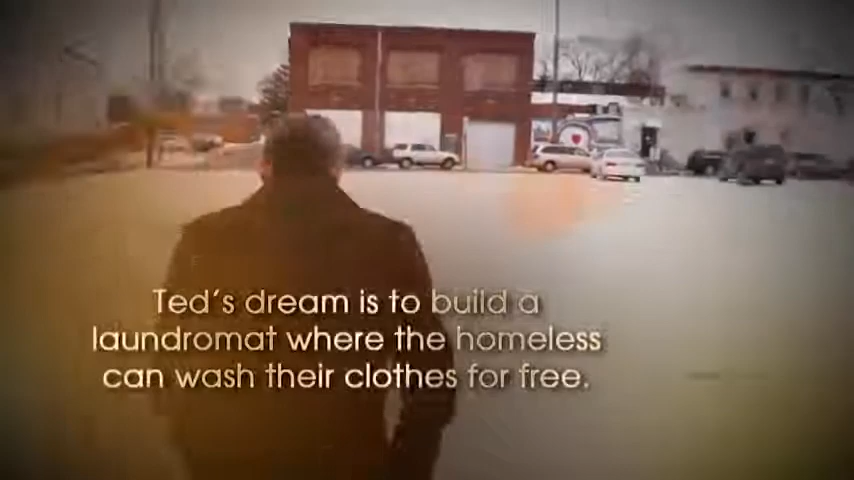 Ted's dream is to build a
laundromat where the homeless
can wash their clothes for free.